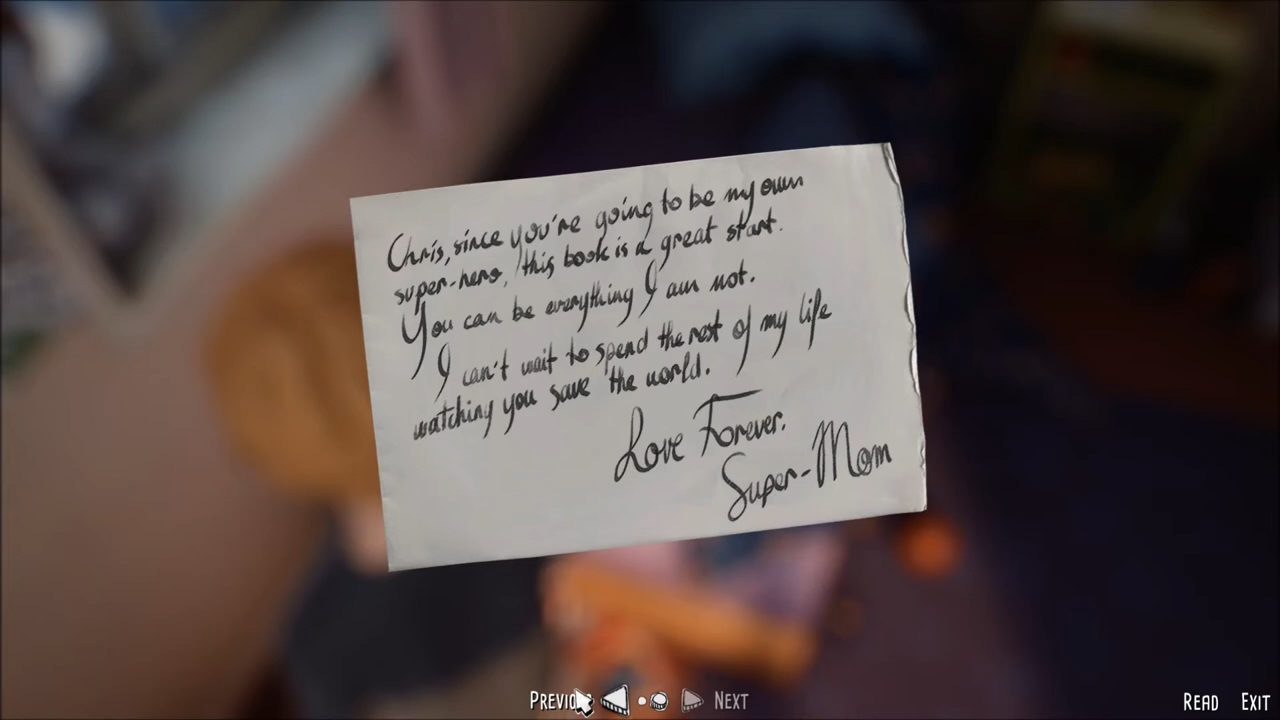 Chris, since you're going to be my own
super-hero, this book is a great start.
You can be everything I am not.
I can't wait to spend the rest of my life
watching you save the world.
Love Forever.
Super-Mom
PREVIOUS NEXT
READ EXIT